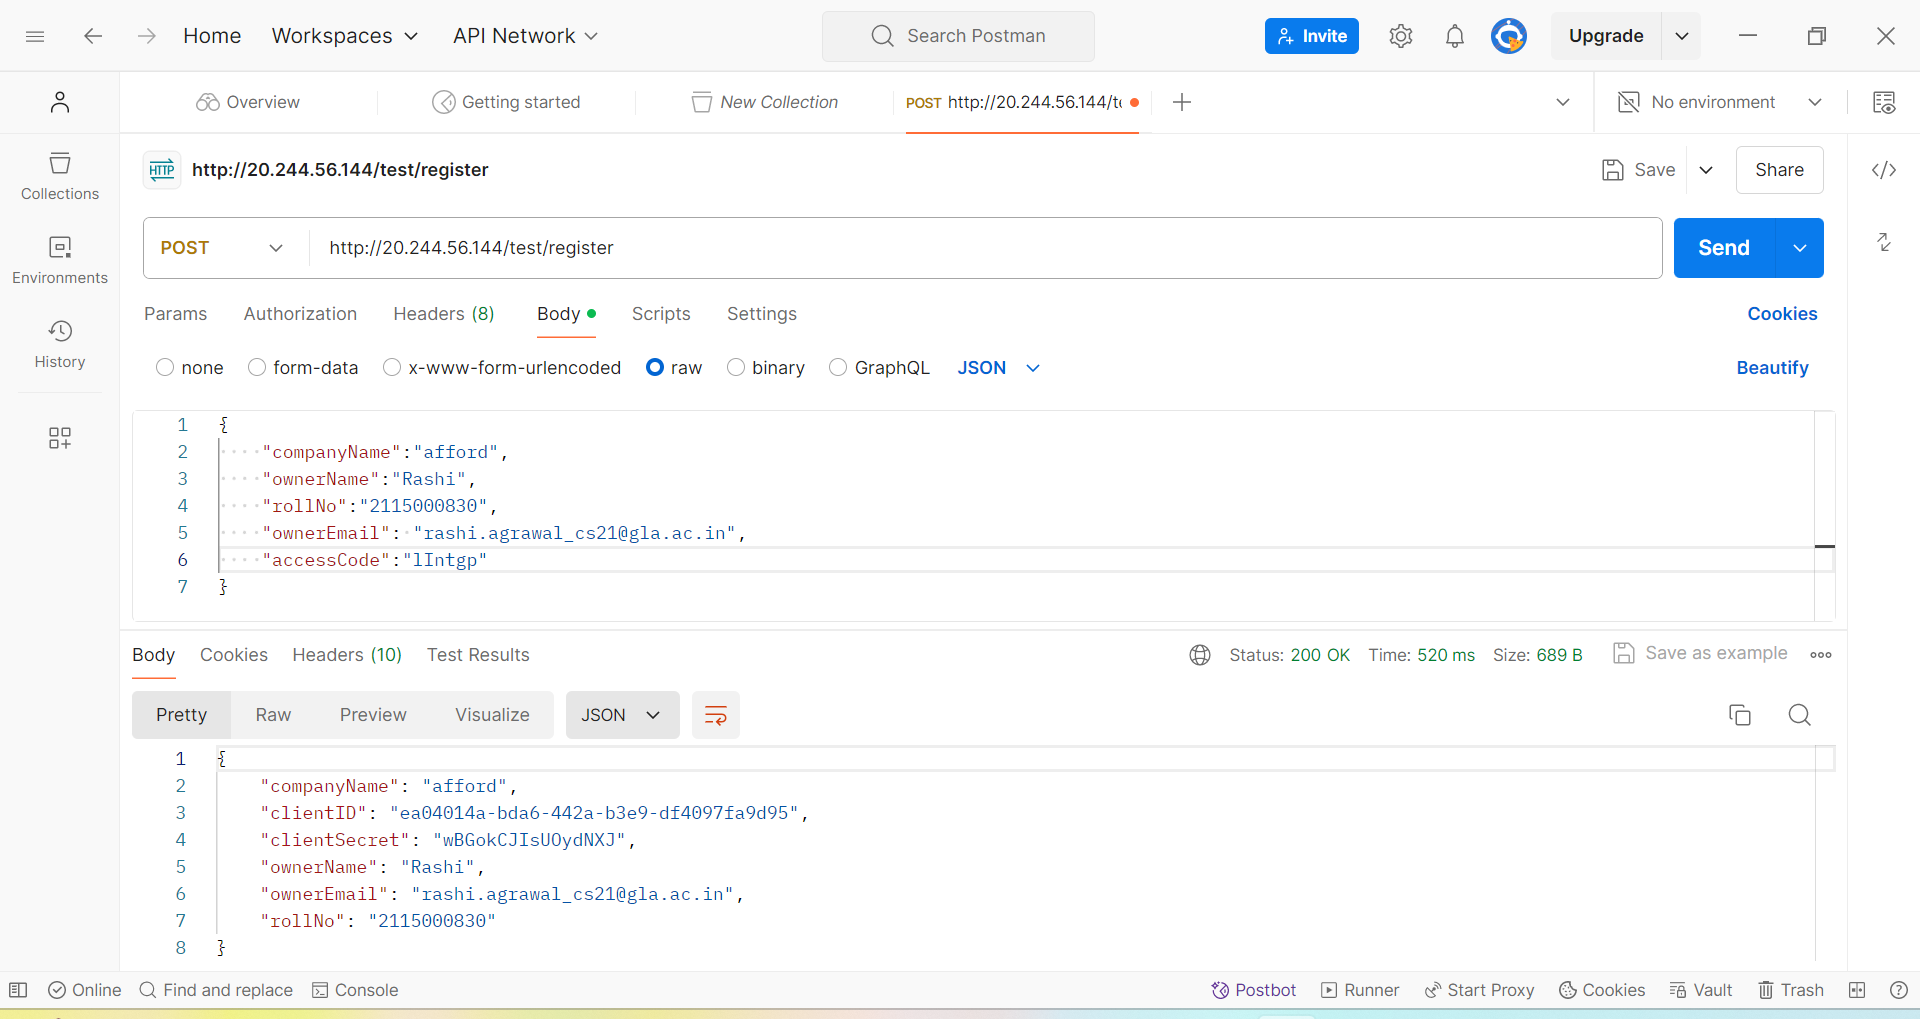 Home Workspaces API Network Search Postman Invite Upgrade
Overview Getting started New Collection POST http://20.244.56.144/t No environment
HTTP http://20.244.56.144/test/register Save Share
Collections
POST http://20.244.56.144/test/register Send
Environments
Params Authorization Headers (8) Body Scripts Settings Cookies
History
none form-data x-www-form-urlencoded raw binary GraphQL JSON Beautify
1 {
2 "companyName":"afford",
3 "ownerName":"Rashi",
4 "rollNo":"2115000830",
5 "ownerEmail": "rashi.agrawal_cs21@gla.ac.in",
6 "accessCode":"lIntgp"
7 }
Body Cookies Headers (10) Test Results Status: 200 OK Time: 520 ms Size: 689 B Save as example
Pretty Raw Preview Visualize JSON
1 {
2 "companyName": "afford",
3 "clientID": "ea04014a-bda6-442a-b3e9-df4097fa9d95",
4 "clientSecret": "wBGokCJIsUOydNXJ",
5 "ownerName": "Rashi",
6 "ownerEmail": "rashi.agrawal_cs21@gla.ac.in",
7 "rollNo": "2115000830"
8 }
Online Find and replace Console Postbot Runner Start Proxy Cookies Vault Trash